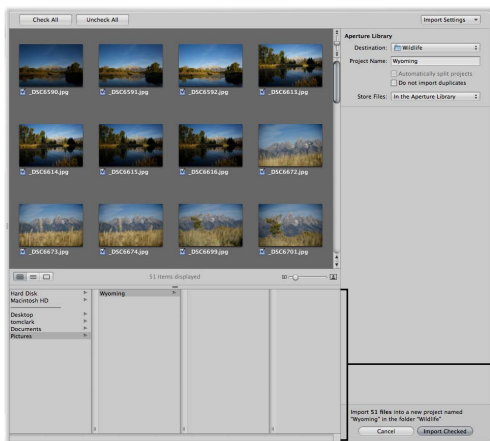 Check All
Uncheck All
Import Settings
Aperture Library
Destination: Wildlife
Project Name: Wyoming
Automatically split projects
Do not import duplicates
Store Files: In the Aperture Library
_DSC6590.jpg
_DSC6591.jpg
_DSC6592.jpg
_DSC6613.jpg
_DSC6614.jpg
_DSC6615.jpg
_DSC6616.jpg
_DSC6672.jpg
_DSC6673.jpg
_DSC6674.jpg
_DSC6699.jpg
_DSC6701.jpg
51 items displayed
Hard Disk
Macintosh HD
Desktop
tomclark
Documents
Pictures
Wyoming
Import 51 files into a new project named
"Wyoming" in the folder "Wildlife"
Cancel
Import Checked